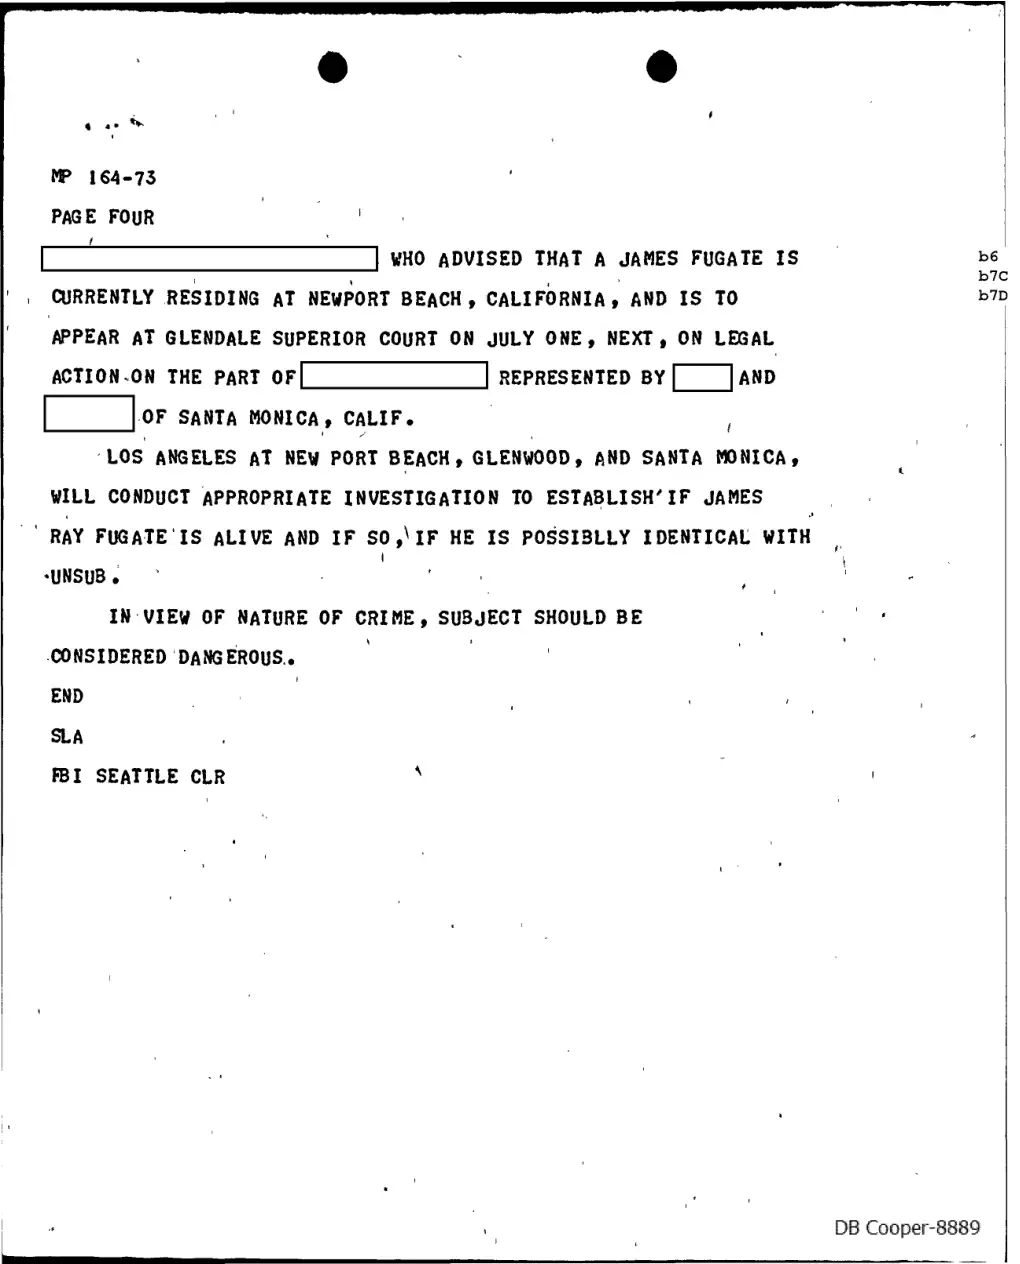 MP 164-73
PAGE FOUR
WHO ADVISED THAT A JAMES FUGATE IS
b6
b7C
b7D
CURRENTLY RESIDING AT NEWPORT BEACH, CALIFORNIA, AND IS TO
APPEAR AT GLENDALE SUPERIOR COURT ON JULY ONE, NEXT, ON LEGAL
ACTION ON THE PART OF REPRESENTED BY AND
OF SANTA MONICA, CALIF.
LOS ANGELES AT NEW PORT BEACH, GLENWOOD, AND SANTA MONICA,
WILL CONDUCT APPROPRIATE INVESTIGATION TO ESTABLISH IF JAMES
RAY FUGATE IS ALIVE AND IF SO, IF HE IS POSSIBLLY IDENTICAL WITH
UNSUB.
IN VIEW OF NATURE OF CRIME, SUBJECT SHOULD BE
CONSIDERED DANGEROUS.
END
SLA
FBI SEATTLE CLR
DB Cooper-8889